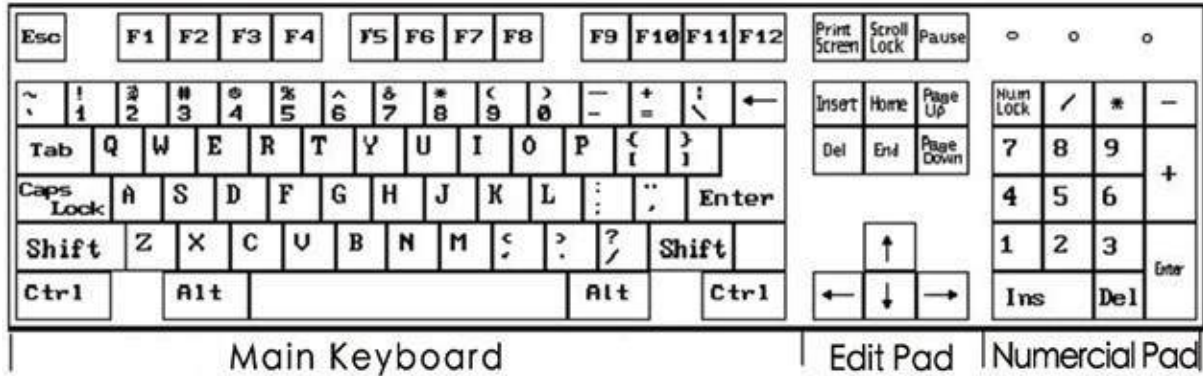 Esc F1 F2 F3 F4 F5 F6 F7 F8 F9 F10 F11 F12 Print Screen Scroll Lock Pause
~ ` ! 1 @ 2 # 3 4 % 5 ^ 6 & 7 * 8 ( 9 ) 0 — - + = ¦ \ ← Insert Home Page Up Num Lock / * −
Tab Q W E R T Y U I O P { [ } ] Del End Page Down 7 8 9 +
Caps Lock A S D F G H J K L : ; " , Enter 4 5 6
Shift Z X C V B N M < , > . ? / Shift ↑ 1 2 3 Enter
Ctrl Alt Alt Ctrl ← ↓ → Ins Del
Main Keyboard Edit Pad Numercial Pad